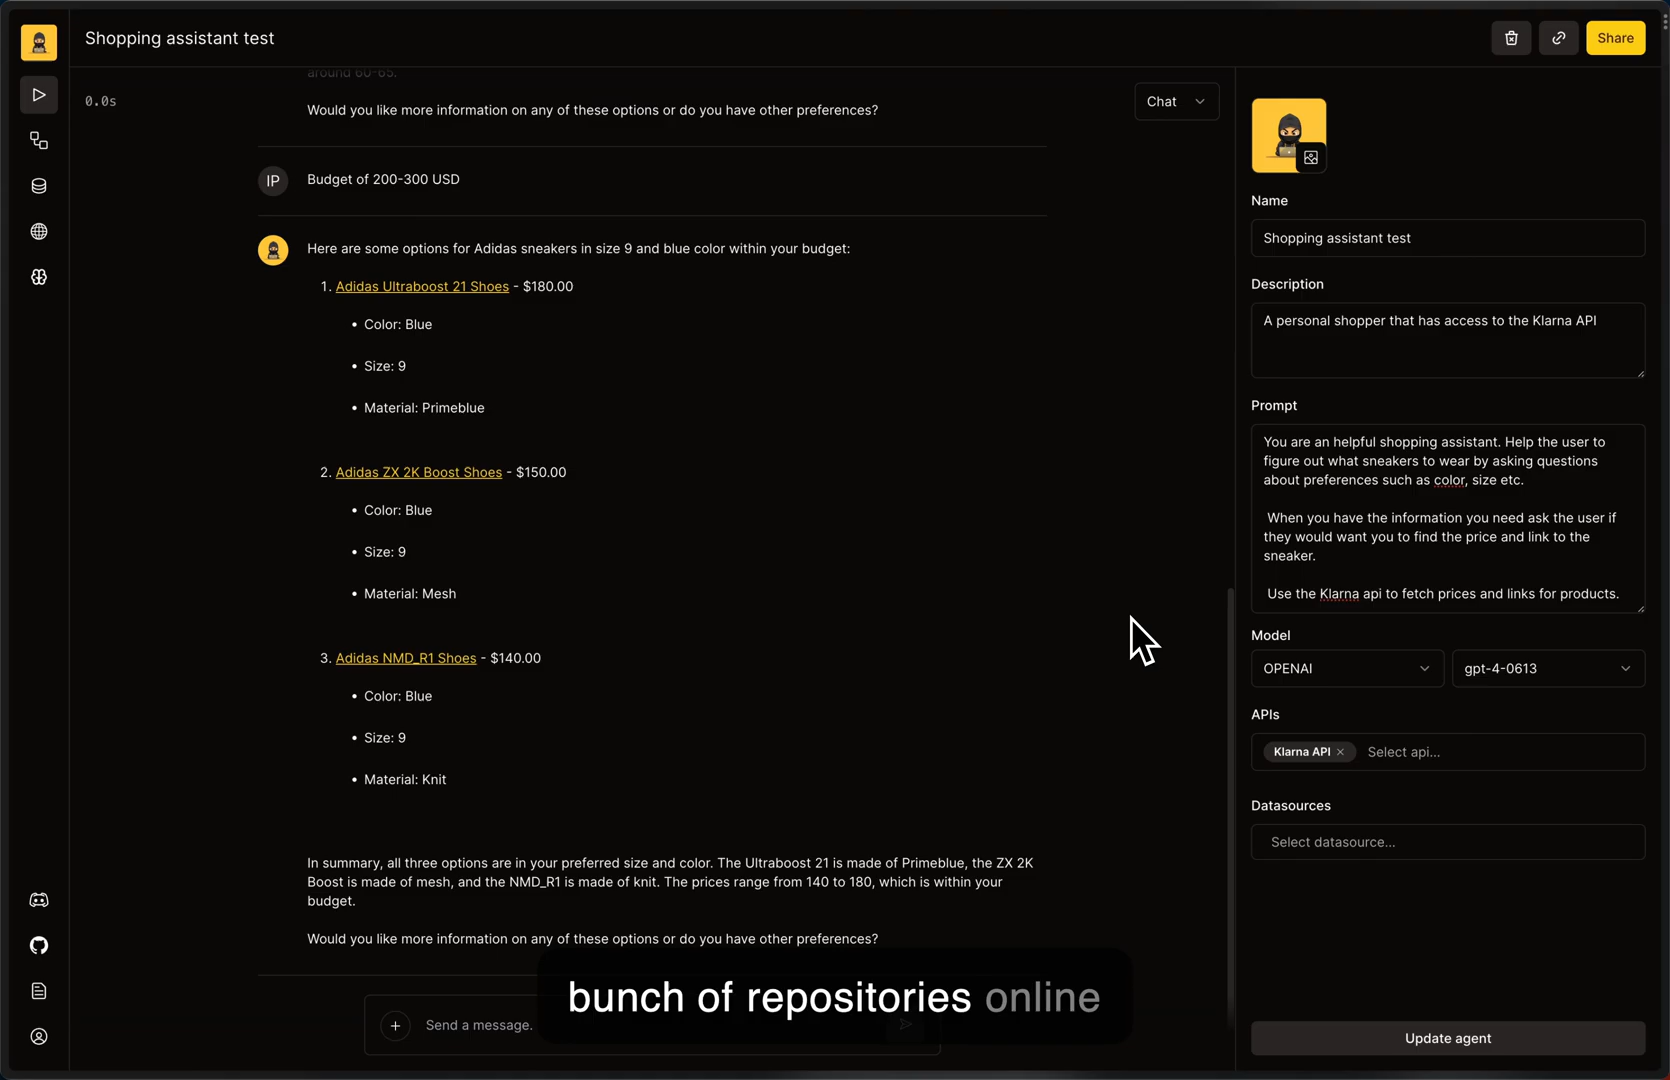 Shopping assistant test
Share
around 60-65.
0.0s
Would you like more information on any of these options or do you have other preferences?
Chat
IP
Budget of 200-300 USD
Here are some options for Adidas sneakers in size 9 and blue color within your budget:
1. Adidas Ultraboost 21 Shoes - $180.00
• Color: Blue
• Size: 9
• Material: Primeblue
2. Adidas ZX 2K Boost Shoes - $150.00
• Color: Blue
• Size: 9
• Material: Mesh
3. Adidas NMD_R1 Shoes - $140.00
• Color: Blue
• Size: 9
• Material: Knit
In summary, all three options are in your preferred size and color. The Ultraboost 21 is made of Primeblue, the ZX 2K
Boost is made of mesh, and the NMD_R1 is made of knit. The prices range from 140 to 180, which is within your
budget.
Would you like more information on any of these options or do you have other preferences?
Send a message.
bunch of repositories online
Name
Shopping assistant test
Description
A personal shopper that has access to the Klarna API
Prompt
You are an helpful shopping assistant. Help the user to
figure out what sneakers to wear by asking questions
about preferences such as color, size etc.
When you have the information you need ask the user if
they would want you to find the price and link to the
sneaker.
Use the Klarna api to fetch prices and links for products.
Model
OPENAI
gpt-4-0613
APIs
Klarna API × Select api...
Datasources
Select datasource...
Update agent